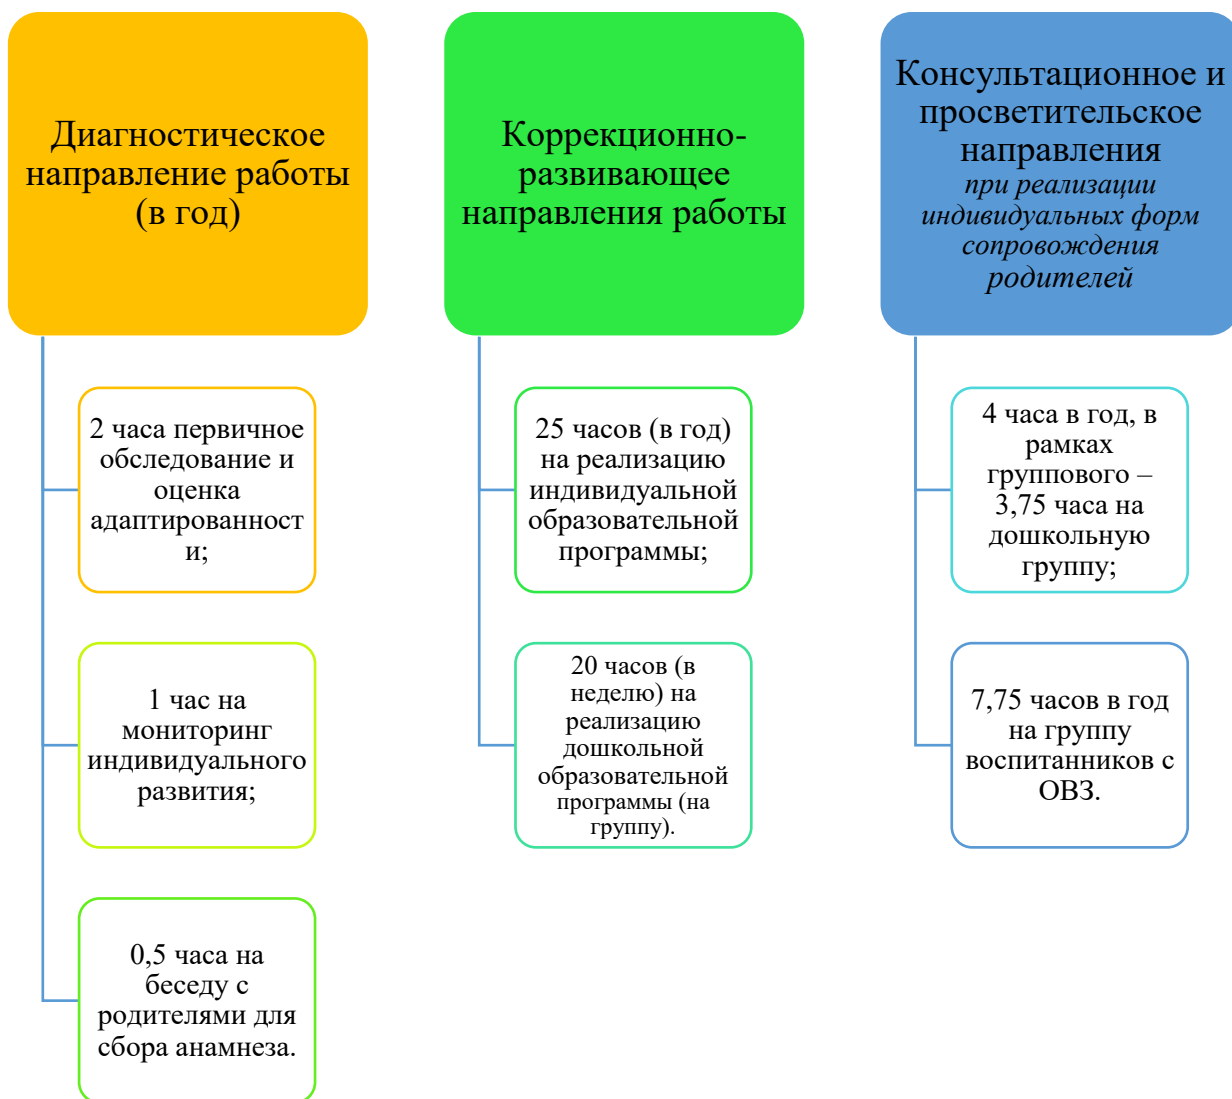 Диагностическое
направление работы
(в год)
2 часа первичное
обследование и
оценка
адаптированност
и;
1 час на
мониторинг
индивидуального
развития;
0,5 часа на
беседу с
родителями для
сбора анамнеза.
Коррекционно-
развивающее
направления работы
25 часов (в год)
на реализацию
индивидуальной
образовательной
программы;
20 часов (в
неделю) на
реализацию
дошкольной
образовательной
программы (на
группу).
Консультационное и
просветительское
направления
при реализации
индивидуальных форм
сопровождения
родителей
4 часа в год, в
рамках
группового –
3,75 часа на
дошкольную
группу;
7,75 часов в год
на группу
воспитанников с
ОВЗ.